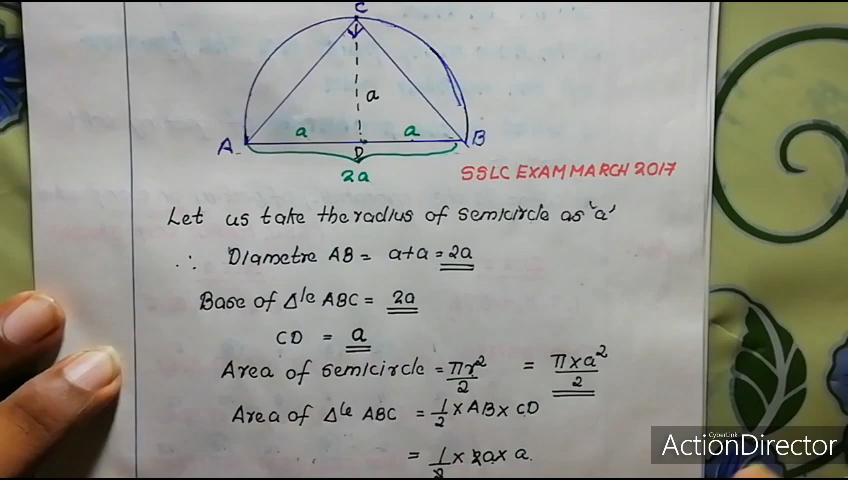 C
a
a
a
A
D
B
2a
SSLC EXAM MARCH 2017
Let us take the radius of semicircle as 'a'
∴ Diametre AB = a+a = 2a
Base of Δle ABC = 2a
CD = a
Area of semicircle = πr²/2 = π×a²/2
Area of Δle ABC = 1/2 × AB × CD
= 1/2 × 2a × a.
CyberLink
ActionDirector